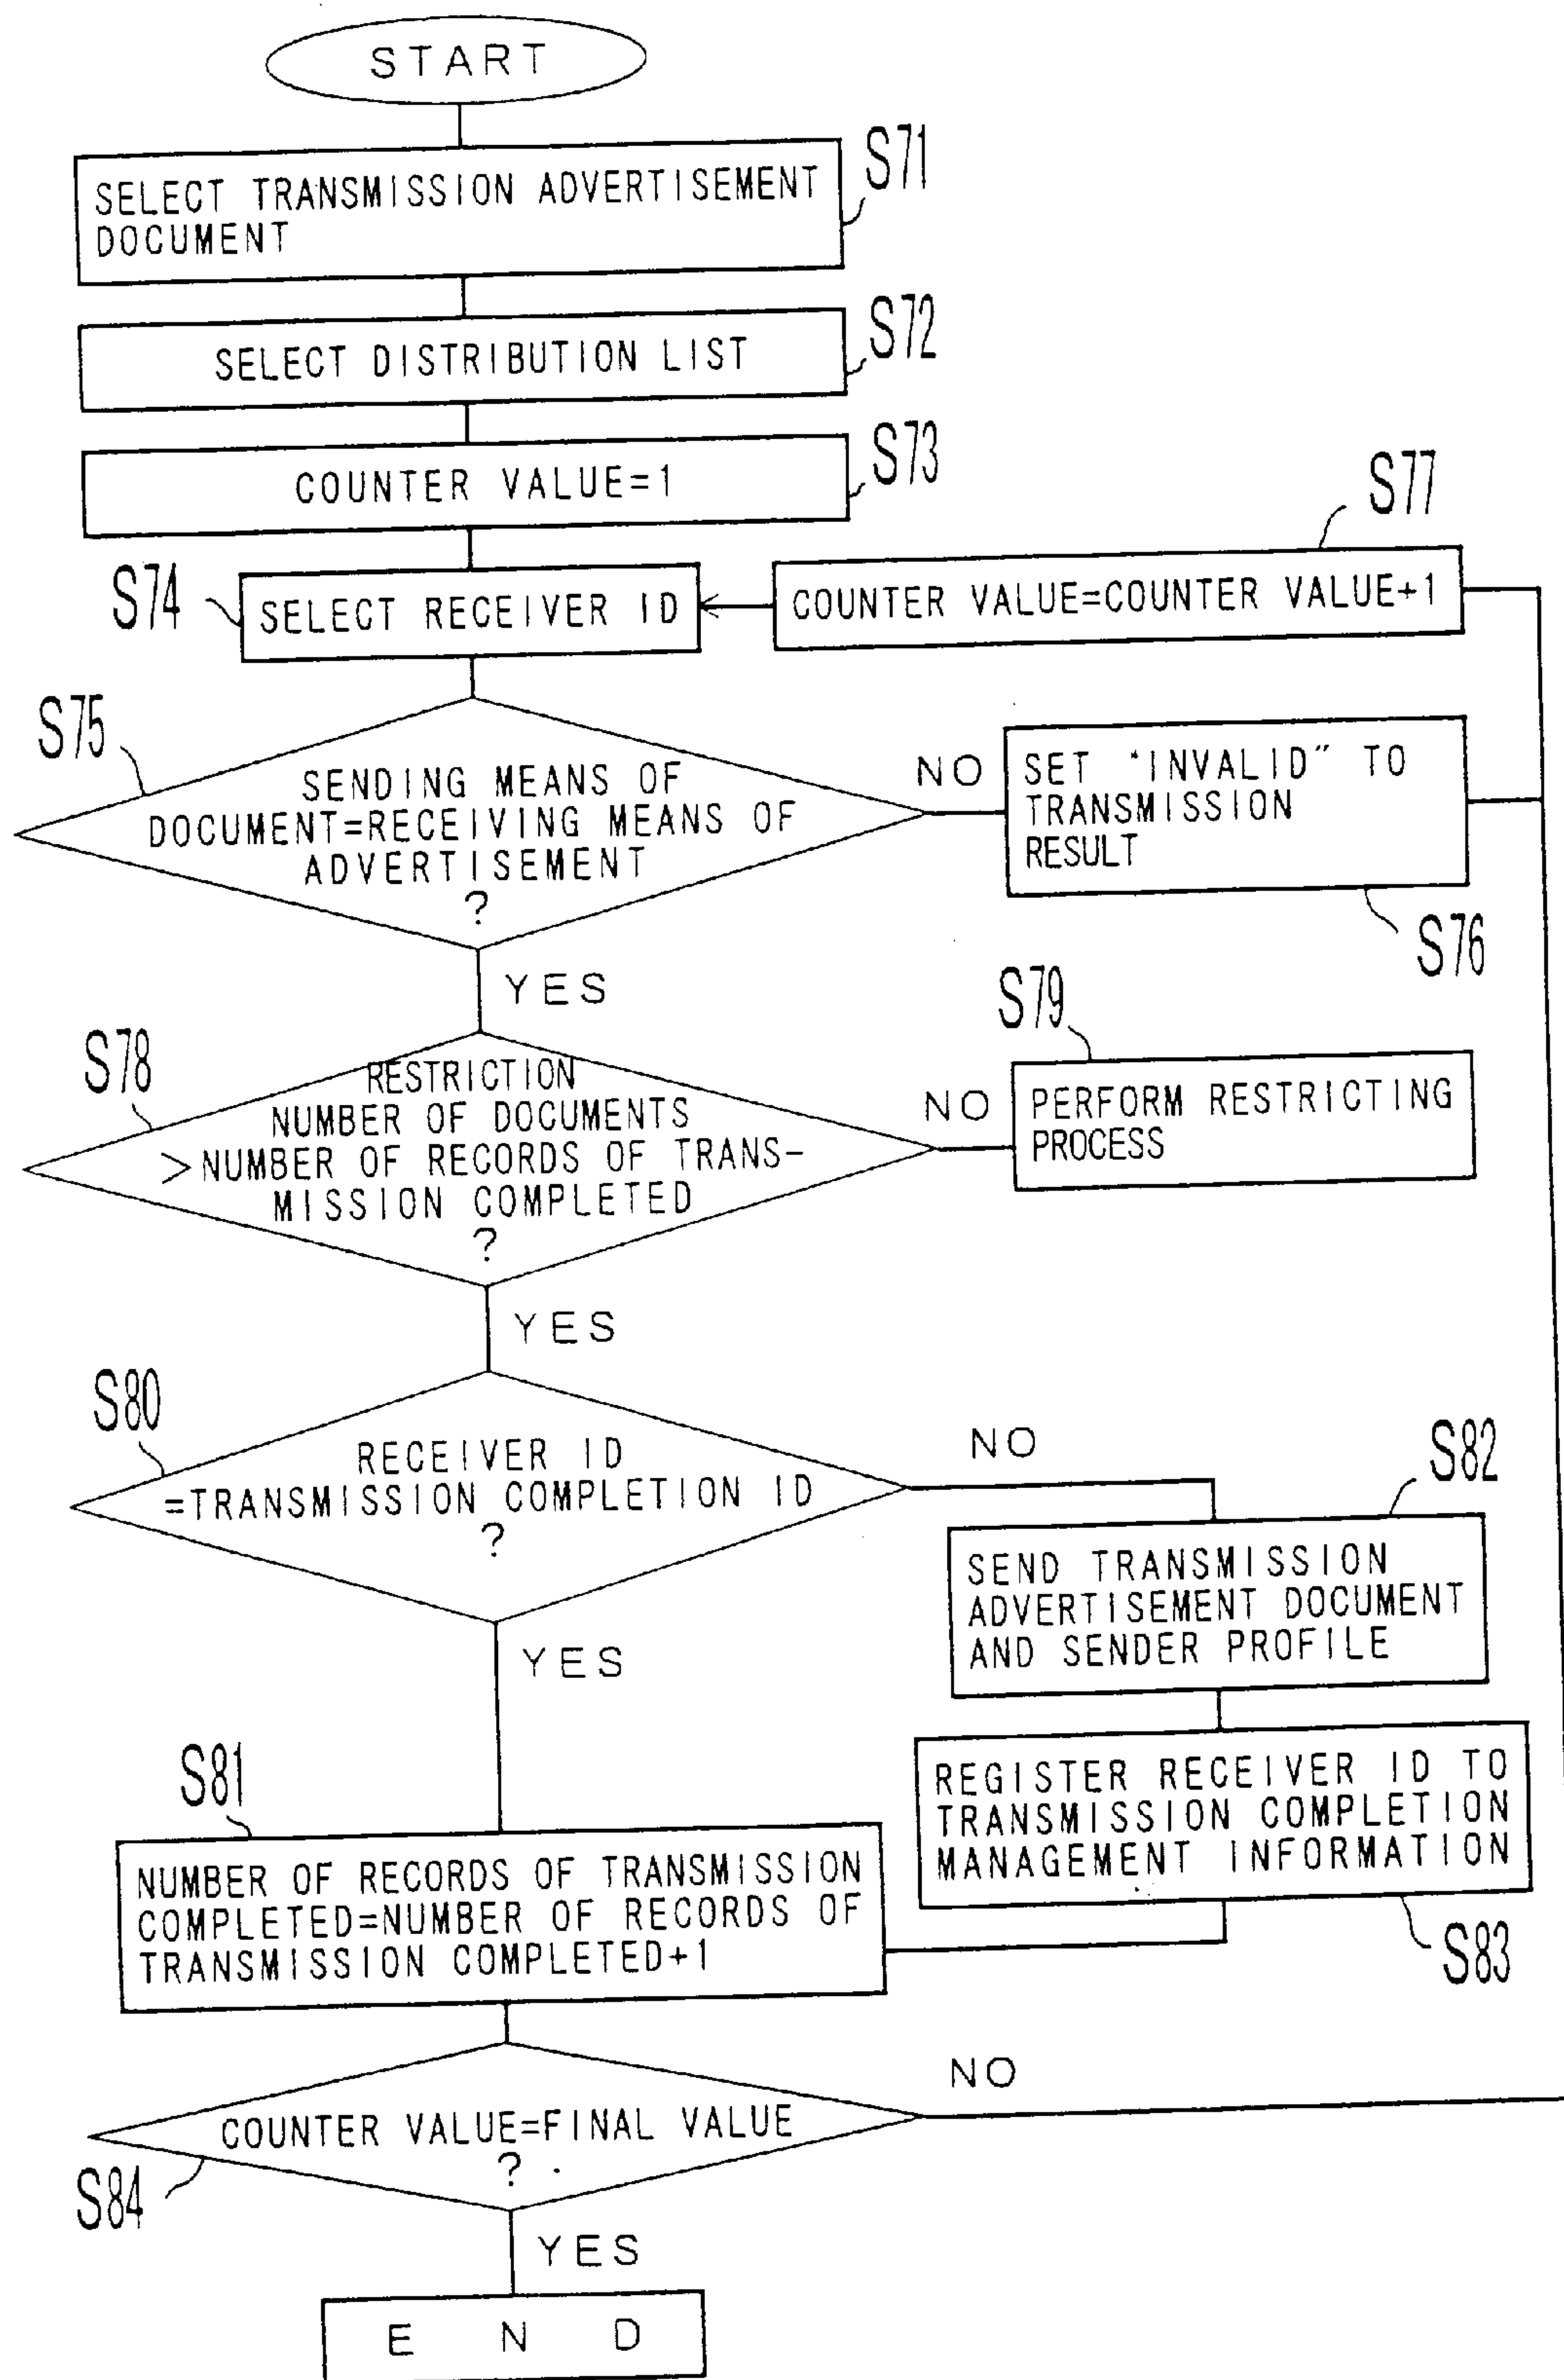 START
S71
SELECT TRANSMISSION ADVERTISEMENT
DOCUMENT
S72
SELECT DISTRIBUTION LIST
S73
COUNTER VALUE=1
S77
S74
SELECT RECEIVER ID
COUNTER VALUE=COUNTER VALUE+1
S75
SENDING MEANS OF
DOCUMENT=RECEIVING MEANS OF
ADVERTISEMENT
?
NO
SET "INVALID" TO
TRANSMISSION
RESULT
S76
YES
S78
RESTRICTION
NUMBER OF DOCUMENTS
>NUMBER OF RECORDS OF TRANS-
MISSION COMPLETED
?
NO
S79
PERFORM RESTRICTING
PROCESS
YES
S80
RECEIVER ID
=TRANSMISSION COMPLETION ID
?
NO
S82
SEND TRANSMISSION
ADVERTISEMENT DOCUMENT
AND SENDER PROFILE
YES
REGISTER RECEIVER ID TO
TRANSMISSION COMPLETION
MANAGEMENT INFORMATION
S83
S81
NUMBER OF RECORDS OF TRANSMISSION
COMPLETED=NUMBER OF RECORDS OF
TRANSMISSION COMPLETED+1
COUNTER VALUE=FINAL VALUE
?
NO
S84
YES
END